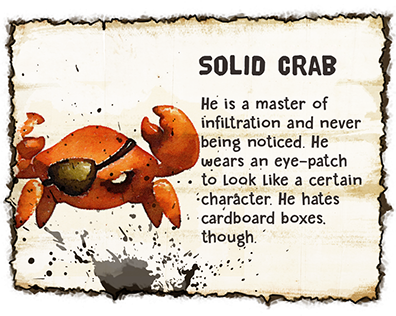 SOLID CRAB
He is a master of
infiltration and never
being noticed. He
wears an eye-patch
to look like a certain
character. He hates
cardboard boxes,
though.